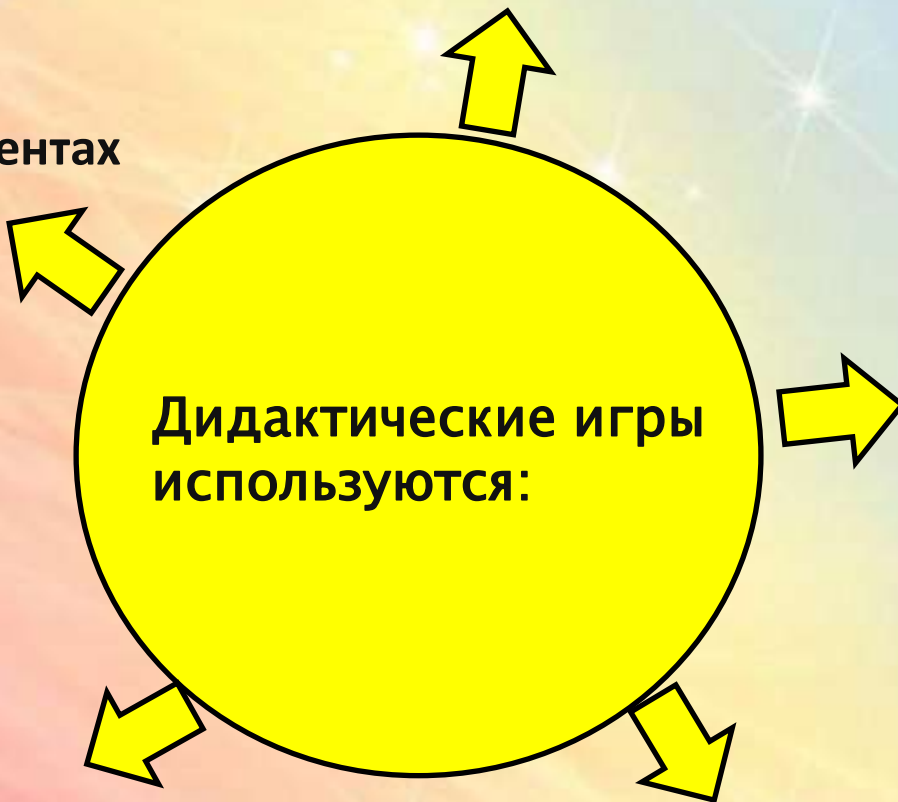 ентах
Дидактические игры
используются: